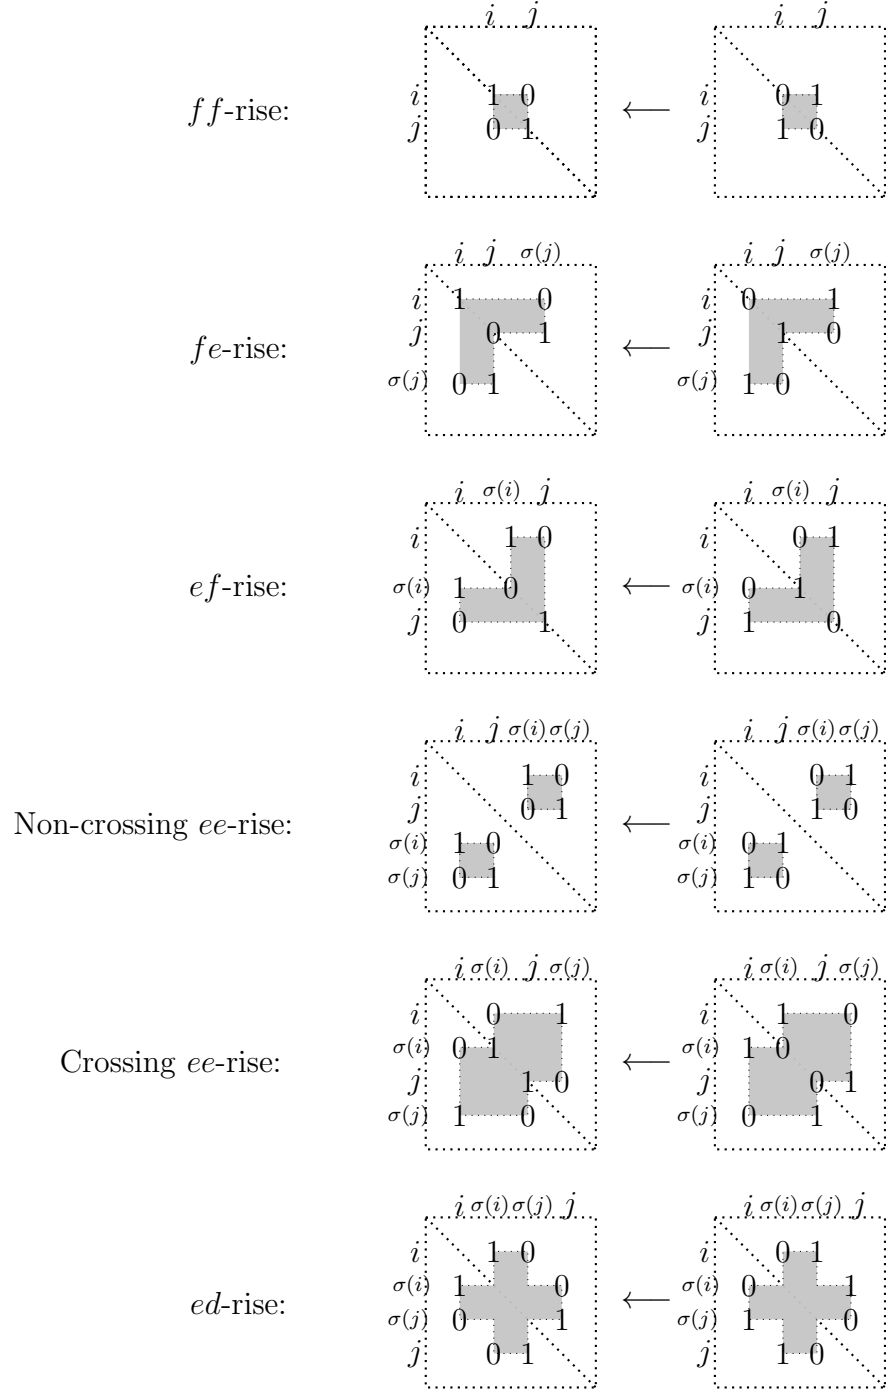 i j i j
i 1 0 i 0 1
ff-rise: ←
j 0 1 j 1 0
i j σ(j) i j σ(j)
i 1 0 i 0 1
j 0 1 j 1 0
fe-rise: ←
σ(j) 0 1 σ(j) 1 0
i σ(i) j i σ(i) j
i 1 0 i 0 1
ef-rise: ←
σ(i) 1 0 σ(i) 0 1
j 0 1 j 1 0
i j σ(i) σ(j) i j σ(i) σ(j)
i 1 0 i 0 1
j 0 1 j 1 0
Non-crossing ee-rise: ←
σ(i) 1 0 σ(i) 0 1
σ(j) 0 1 σ(j) 1 0
i σ(i) j σ(j) i σ(i) j σ(j)
i 0 1 i 1 0
σ(i) 0 1 σ(i) 1 0
Crossing ee-rise: ←
j 1 0 j 0 1
σ(j) 1 0 σ(j) 0 1
i σ(i) σ(j) j i σ(i) σ(j) j
i 1 0 i 0 1
σ(i) 1 0 σ(i) 0 1
ed-rise: ←
σ(j) 0 1 σ(j) 1 0
j 0 1 j 1 0